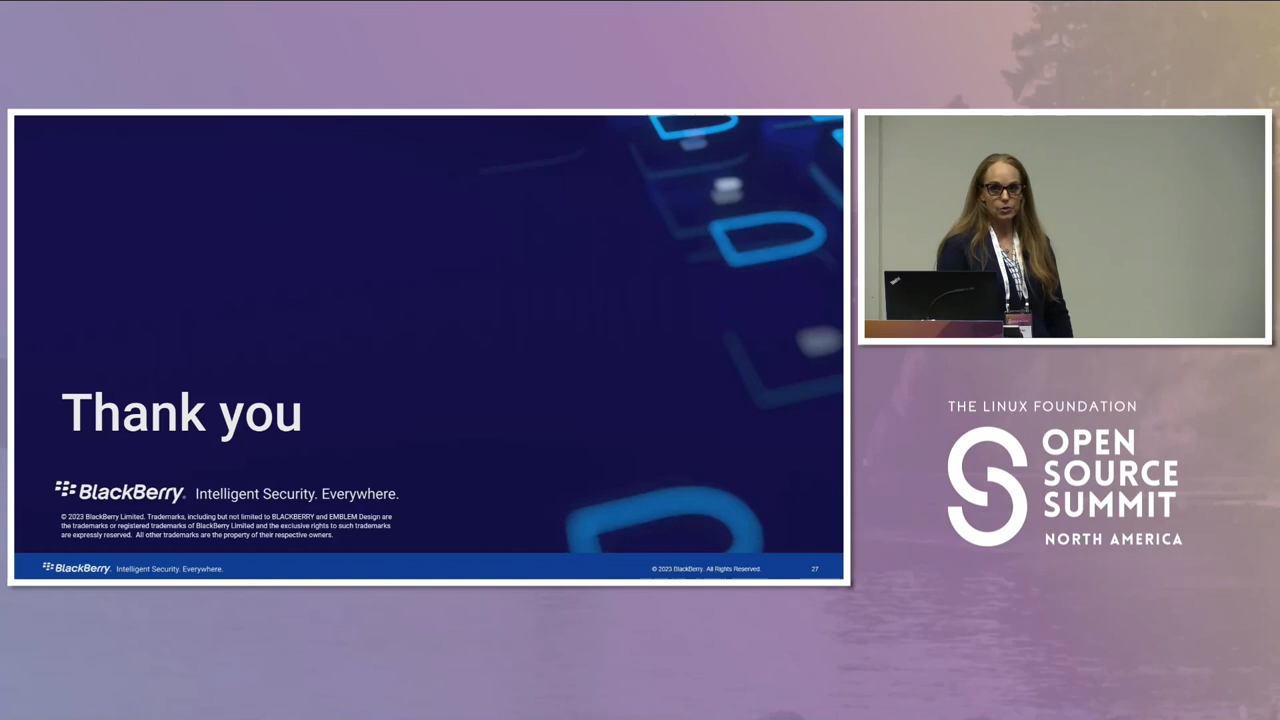 Thank you
BlackBerry® Intelligent Security. Everywhere.
© 2023 BlackBerry Limited. Trademarks, including but not limited to BLACKBERRY and EMBLEM Design are
the trademarks or registered trademarks of BlackBerry Limited and the exclusive rights to such trademarks
are expressly reserved. All other trademarks are the property of their respective owners.
BlackBerry. Intelligent Security. Everywhere.
© 2023 BlackBerry. All Rights Reserved.
27
THE LINUX FOUNDATION
OPEN
SOURCE
SUMMIT
NORTH AMERICA